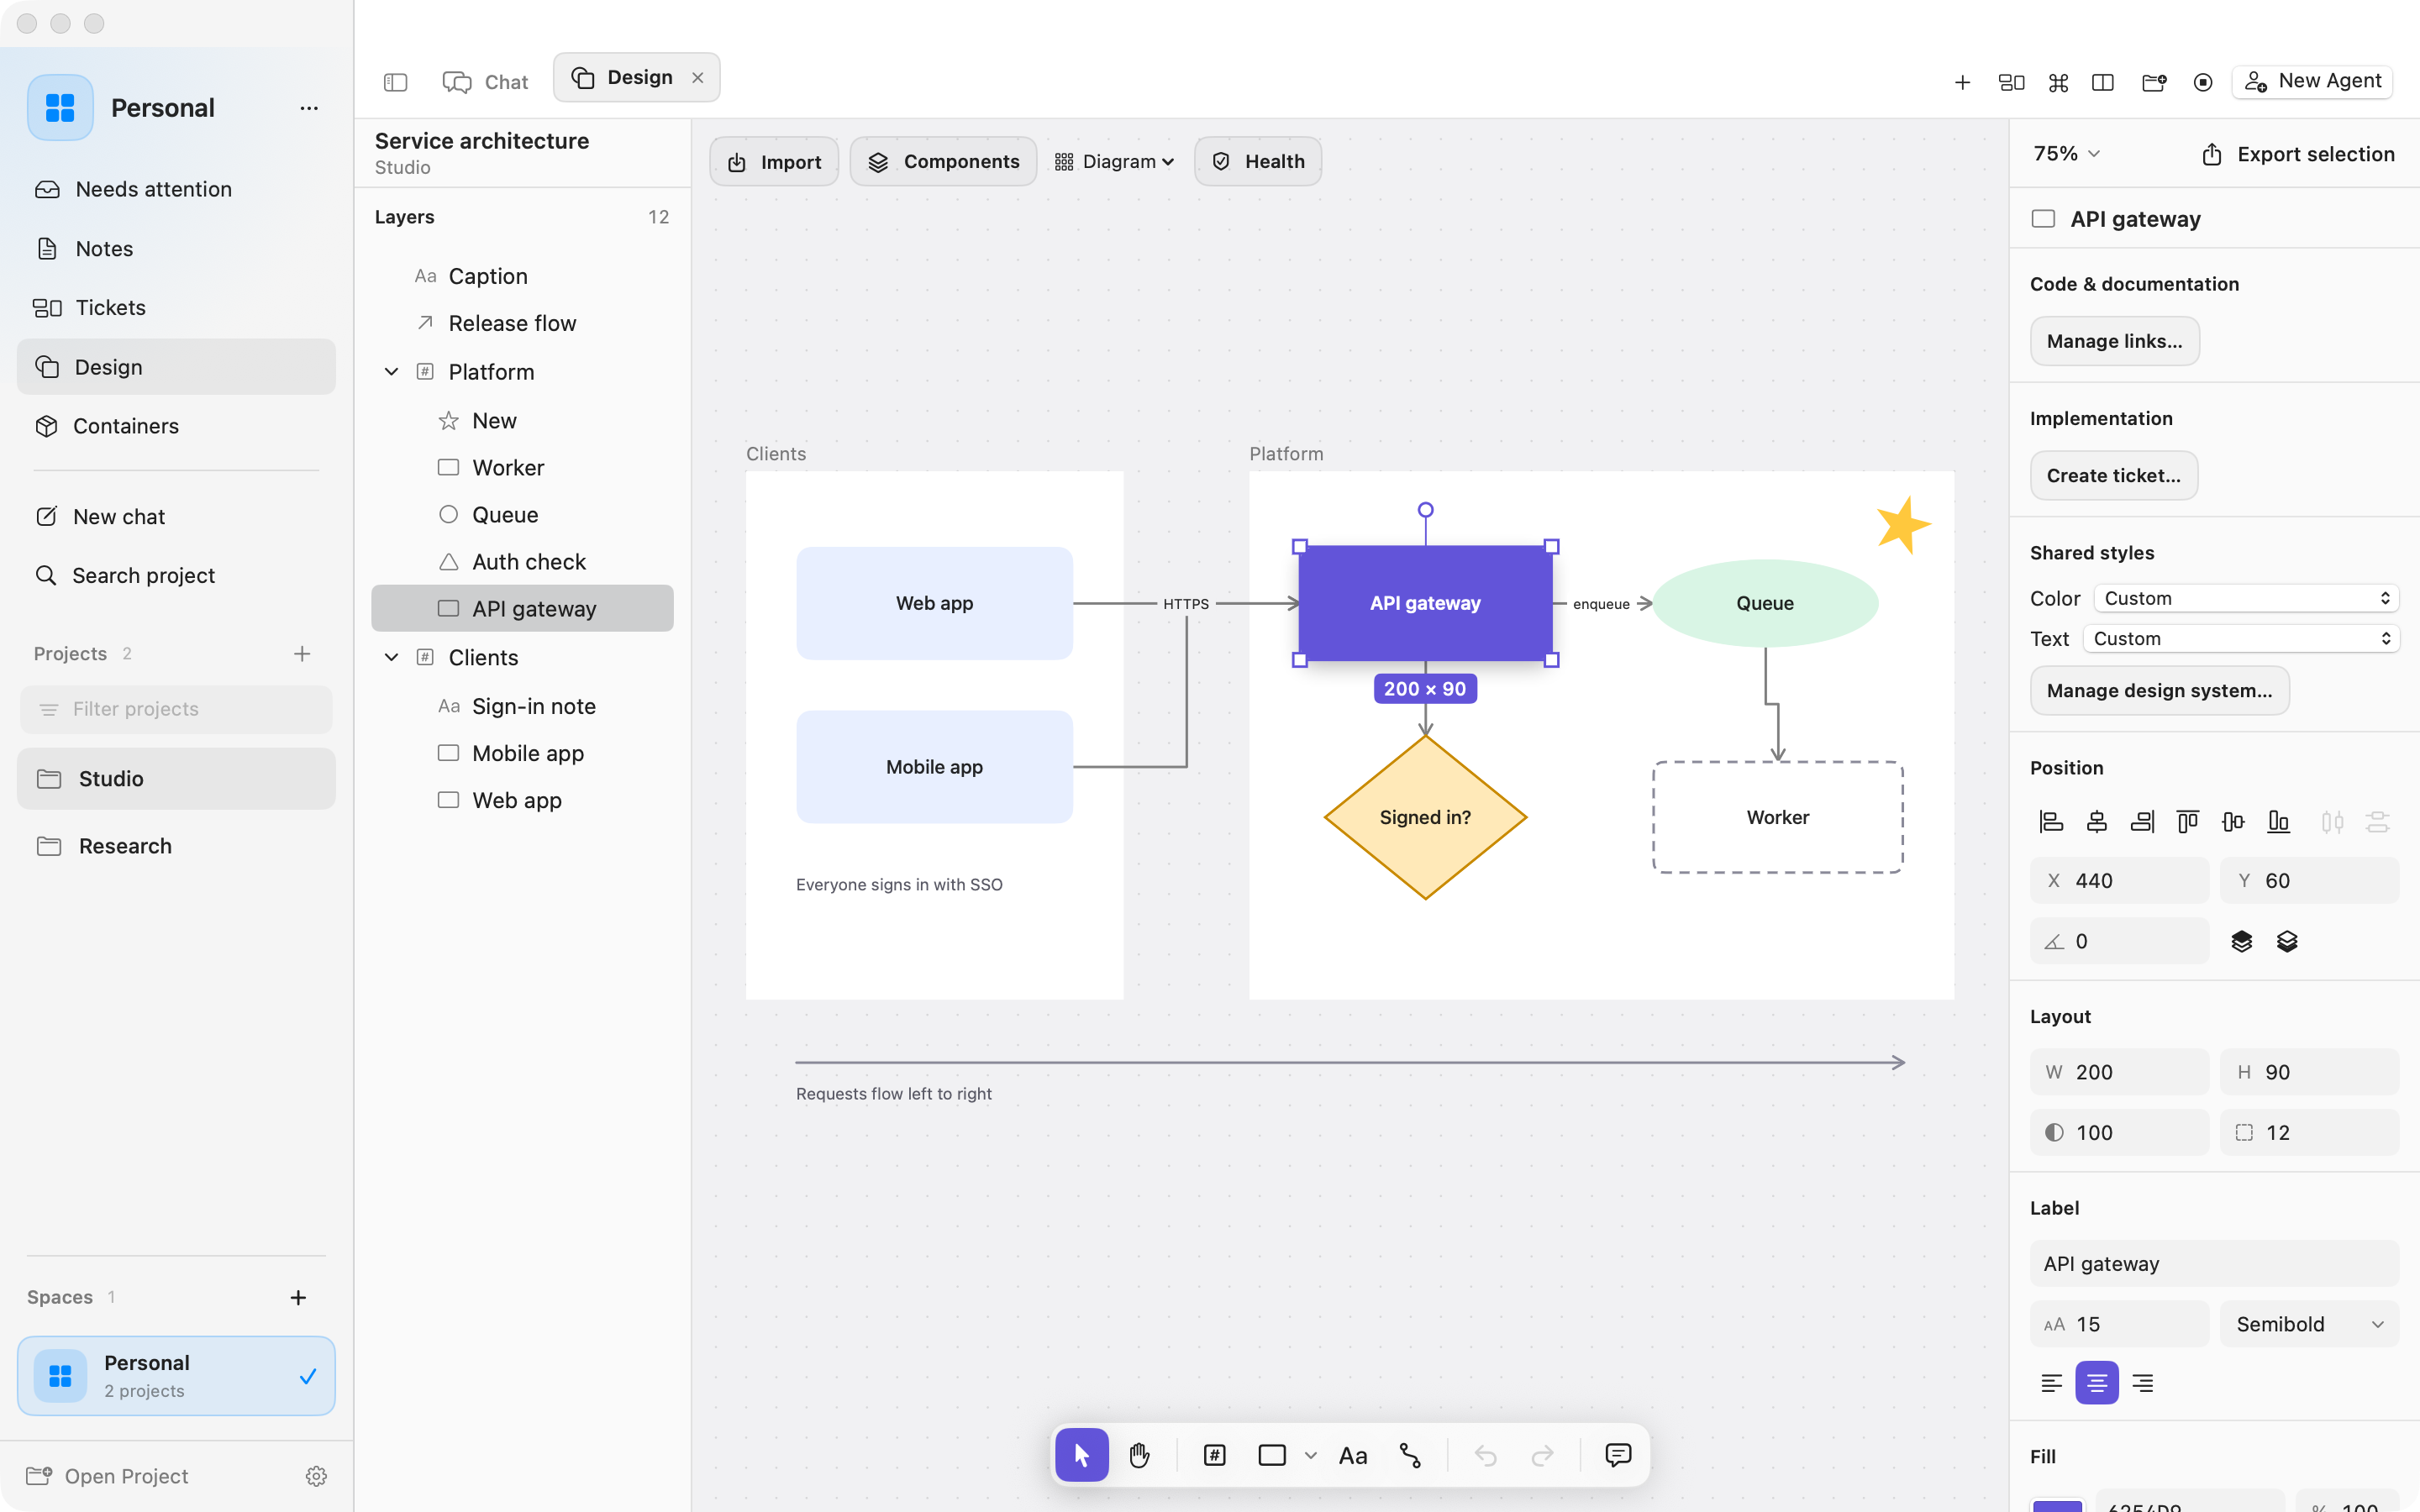 Personal
Needs attention
Notes
Tickets
Design
Containers
New chat
Search project
Projects 2
Filter projects
Studio
Research
Spaces 1
Personal
2 projects
Open Project
Chat
Design
New Agent
Service architecture
Studio
Layers 12
Aa Caption
Release flow
Platform
New
Worker
Queue
Auth check
API gateway
Clients
Aa Sign-in note
Mobile app
Web app
Import
Components
Diagram
Health
Clients
Platform
Web app
HTTPS
API gateway
enqueue
Queue
200 × 90
Mobile app
Signed in?
Worker
Everyone signs in with SSO
Requests flow left to right
Aa
75%
Export selection
API gateway
Code & documentation
Manage links...
Implementation
Create ticket...
Shared styles
Color Custom
Text Custom
Manage design system...
Position
X 440
Y 60
0
Layout
W 200
H 90
100
12
Label
API gateway
AA 15
Semibold
Fill
6254D9
% 100